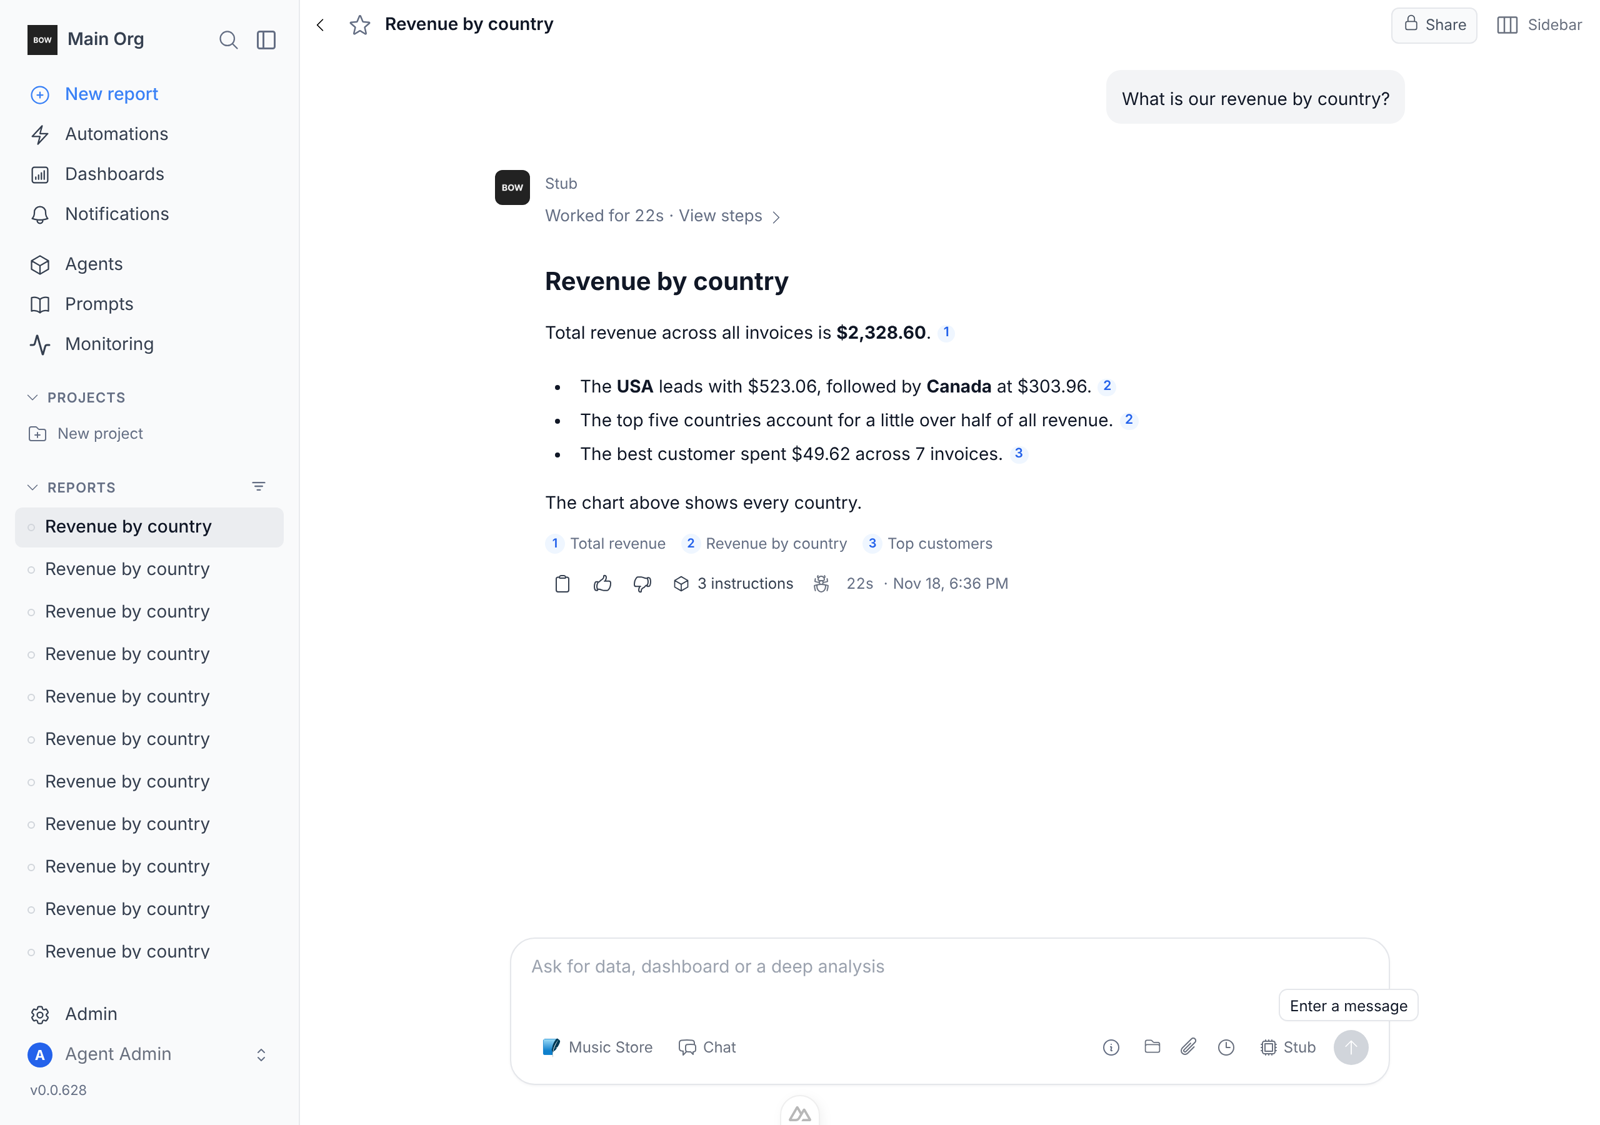 BOW Main Org
New report
Automations
Dashboards
Notifications
Agents
Prompts
Monitoring
PROJECTS
New project
REPORTS
Revenue by country
Revenue by country
Revenue by country
Revenue by country
Revenue by country
Revenue by country
Revenue by country
Revenue by country
Revenue by country
Revenue by country
Revenue by country
Admin
A Agent Admin
v0.0.628
Revenue by country
Share Sidebar
What is our revenue by country?
BOW Stub
Worked for 22s · View steps
Revenue by country
Total revenue across all invoices is $2,328.60. 1
• The USA leads with $523.06, followed by Canada at $303.96. 2
• The top five countries account for a little over half of all revenue. 2
• The best customer spent $49.62 across 7 invoices. 3
The chart above shows every country.
1 Total revenue 2 Revenue by country 3 Top customers
3 instructions 22s · Nov 18, 6:36 PM
Ask for data, dashboard or a deep analysis
Enter a message
Music Store Chat Stub